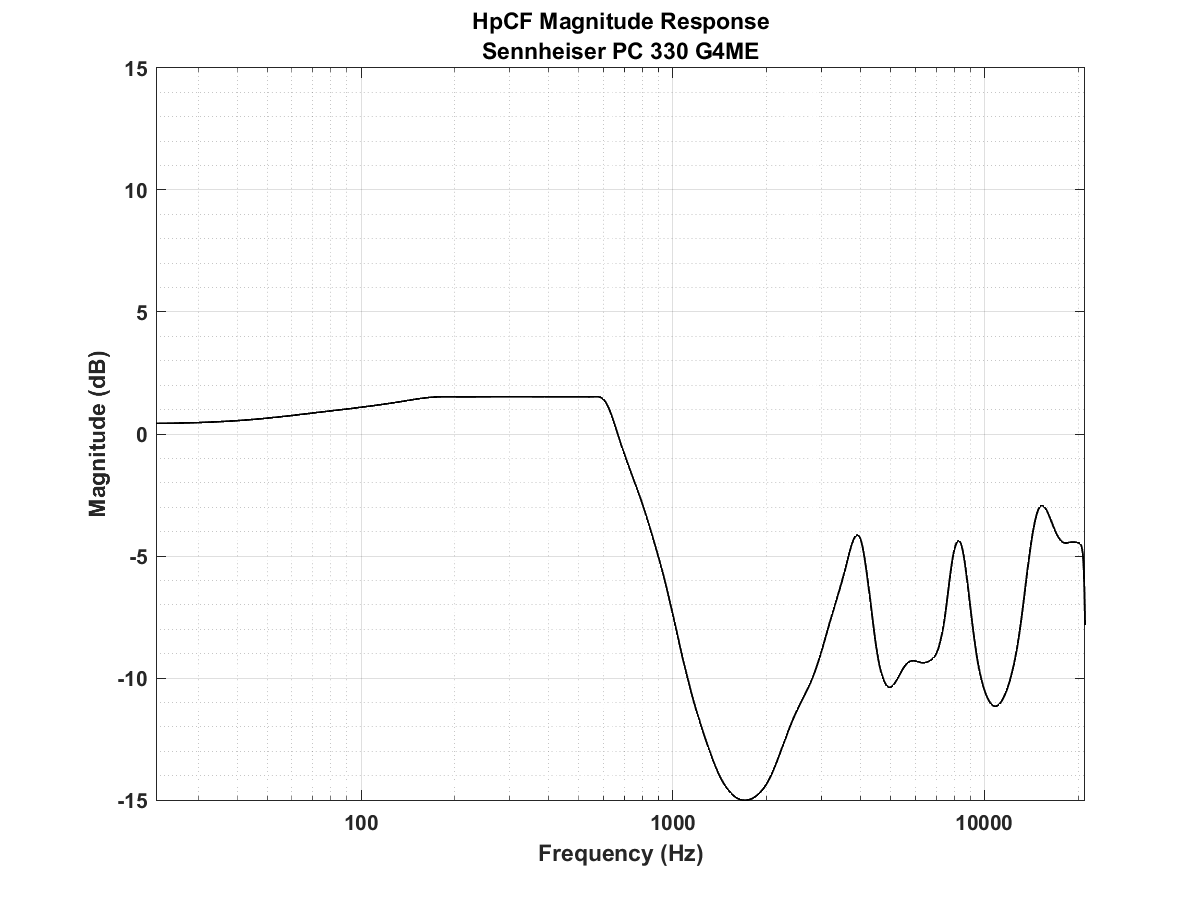 HpCF Magnitude Response
Sennheiser PC 330 G4ME
15
10
5
0
-5
-10
-15
Magnitude (dB)
100
1000
10000
Frequency (Hz)